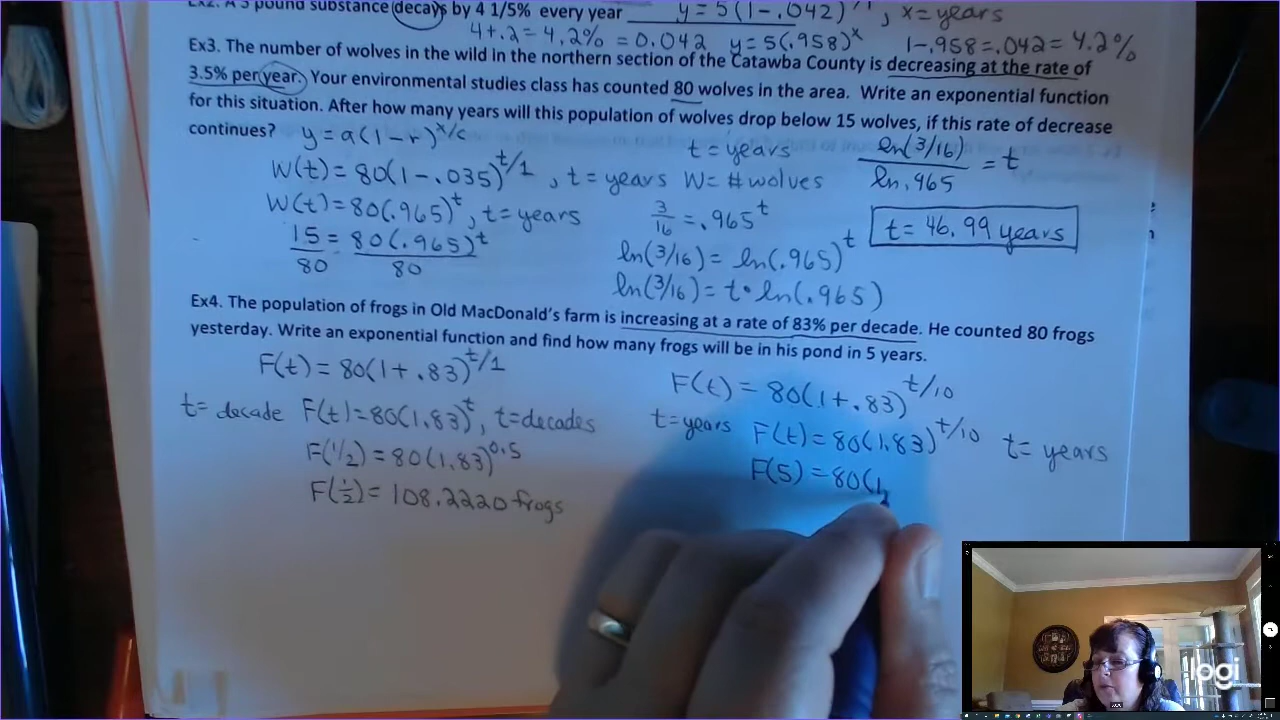 Ex2. A 5 pound substance decays by 4 1/5% every year y = 5(1-.042) , x = years
4+.2 = 4.2% = 0.042 y = 5(.958)^x 1-.958 = .042 = 4.2%
Ex3. The number of wolves in the wild in the northern section of the Catawba County is decreasing at the rate of
3.5% per year. Your environmental studies class has counted 80 wolves in the area. Write an exponential function
for this situation. After how many years will this population of wolves drop below 15 wolves, if this rate of decrease
continues? y = a(1-r)^x/c
W(t) = 80(1-.035)^t/1 , t = years W = # wolves
W(t) = 80(.965)^t, t = years
15/80 = 80(.965)^t/80
t = years
3/16 = .965^t
ln(3/16) = ln(.965)^t
ln(3/16) = t • ln(.965)
ln(3/16)/ln .965 = t
t = 46.99 years
Ex4. The population of frogs in Old MacDonald's farm is increasing at a rate of 83% per decade. He counted 80 frogs
yesterday. Write an exponential function and find how many frogs will be in his pond in 5 years.
F(t) = 80(1+.83)^t/1
t = decade F(t) = 80(1.83)^t, t = decades
F(1/2) = 80(1.83)^0.5
F(1/2) = 108.2220 frogs
F(t) = 80(1+.83)^t/10
t = years F(t) = 80(1.83)^t/10 t = years
F(5) = 80(1
logi